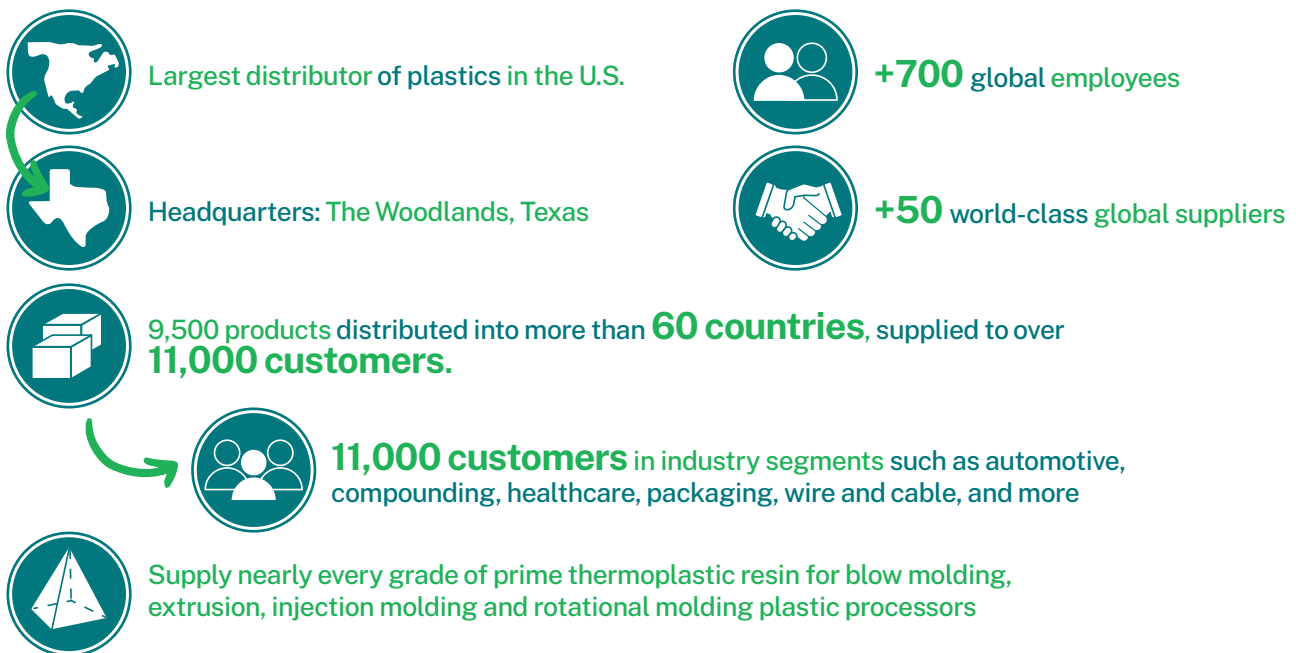 Largest distributor of plastics in the U.S.
+700 global employees
Headquarters: The Woodlands, Texas
+50 world-class global suppliers
9,500 products distributed into more than 60 countries, supplied to over
11,000 customers.
11,000 customers in industry segments such as automotive,
compounding, healthcare, packaging, wire and cable, and more
Supply nearly every grade of prime thermoplastic resin for blow molding,
extrusion, injection molding and rotational molding plastic processors